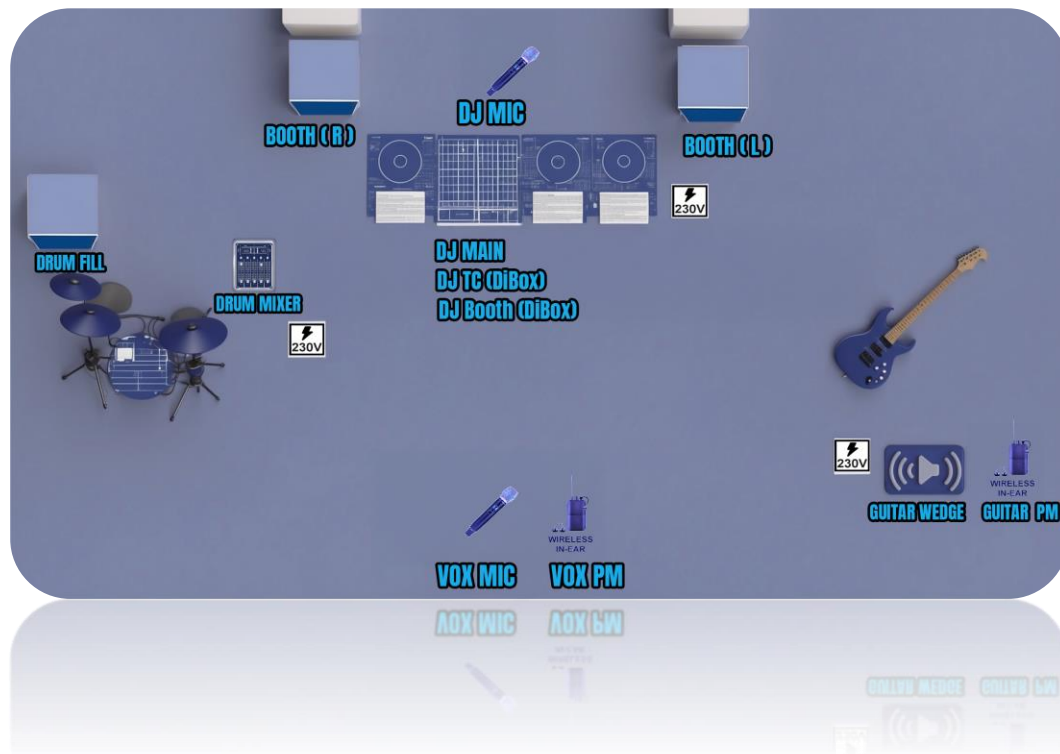 DJ MIC
BOOTH ( R )
BOOTH ( L )
230V
DRUM FILL
DRUM MIXER
DJ MAIN
DJ TC (DiBox)
DJ Booth (DiBox)
230V
230V
WIRELESS
IN-EAR
GUITAR WEDGE
GUITAR PM
WIRELESS
IN-EAR
VOX MIC
VOX PM